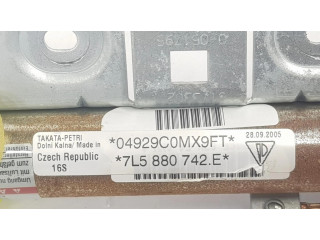 TAKATA-PETRI
Dolni Kalna/ Made in
Czech Republic
16S
*04929C0MX9FT*
*7L5 880 742.E*
28.09.2005